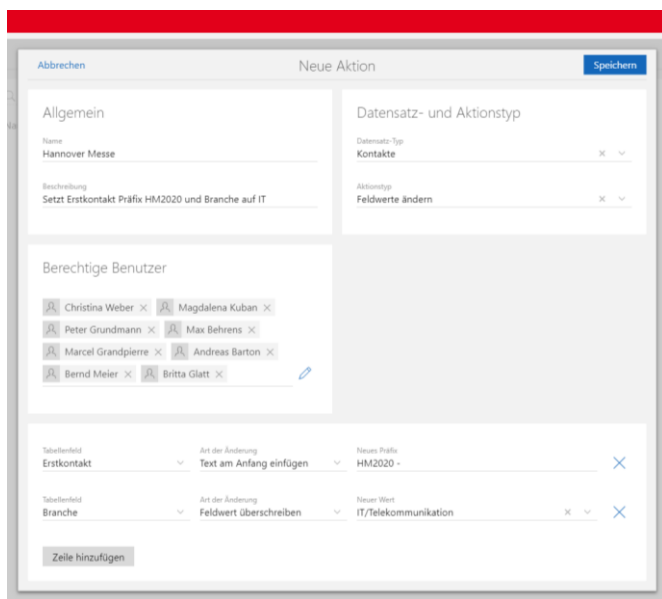 Abbrechen Neue Aktion Speichern
Allgemein
Name
Hannover Messe
Beschreibung
Setzt Erstkontakt Präfix HM2020 und Branche auf IT
Datensatz- und Aktionstyp
Datensatz-Typ
Kontakte
Aktionstyp
Feldwerte ändern
Berechtige Benutzer
Christina Weber Magdalena Kuban
Peter Grundmann Max Behrens
Marcel Grandpierre Andreas Barton
Bernd Meier Britta Glatt
Tabellenfeld Art der Änderung Neues Präfix
Erstkontakt Text am Anfang einfügen HM2020 -
Tabellenfeld Art der Änderung Neuer Wert
Branche Feldwert überschreiben IT/Telekommunikation
Zeile hinzufügen